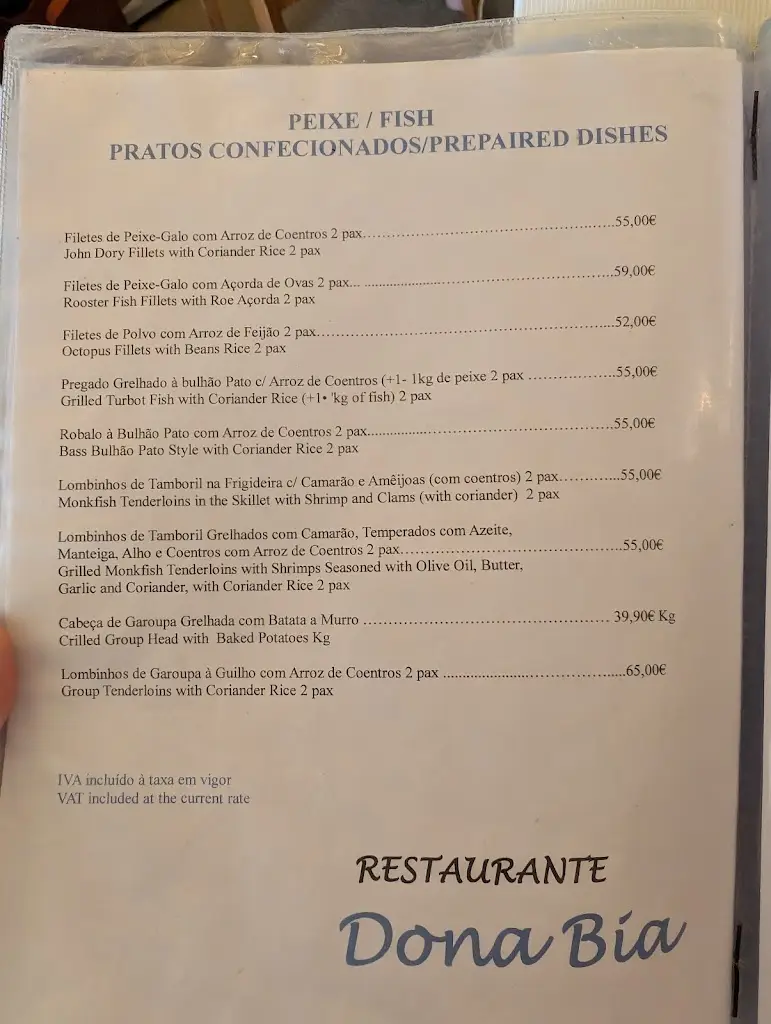 PEIXE / FISH
PRATOS CONFECIONADOS/PREPAIRED DISHES
Filetes de Peixe-Galo com Arroz de Coentros 2 pax....................................................55,00€
John Dory Fillets with Coriander Rice 2 pax
Filetes de Peixe-Galo com Açorda de Ovas 2 pax... ....................................................59,00€
Rooster Fish Fillets with Roe Açorda 2 pax
Filetes de Polvo com Arroz de Feijão 2 pax..............................................................52,00€
Octopus Fillets with Beans Rice 2 pax
Pregado Grelhado à bulhão Pato c/ Arroz de Coentros (+1- 1kg de peixe 2 pax ..................55,00€
Grilled Turbot Fish with Coriander Rice (+1• 'kg of fish) 2 pax
Robalo à Bulhão Pato com Arroz de Coentros 2 pax....................................................55,00€
Bass Bulhão Pato Style with Coriander Rice 2 pax
Lombinhos de Tamboril na Frigideira c/ Camarão e Amêijoas (com coentros) 2 pax.............55,00€
Monkfish Tenderloins in the Skillet with Shrimp and Clams (with coriander) 2 pax
Lombinhos de Tamboril Grelhados com Camarão, Temperados com Azeite,
Manteiga, Alho e Coentros com Arroz de Coentros 2 pax..............................................55,00€
Grilled Monkfish Tenderloins with Shrimps Seasoned with Olive Oil, Butter,
Garlic and Coriander, with Coriander Rice 2 pax
Cabeça de Garoupa Grelhada com Batata a Murro .................................................... 39,90€ Kg
Crilled Group Head with Baked Potatoes Kg
Lombinhos de Garoupa à Guilho com Arroz de Coentros 2 pax ......................................65,00€
Group Tenderloins with Coriander Rice 2 pax
IVA incluído à taxa em vigor
VAT included at the current rate
RESTAURANTE
Dona Bia